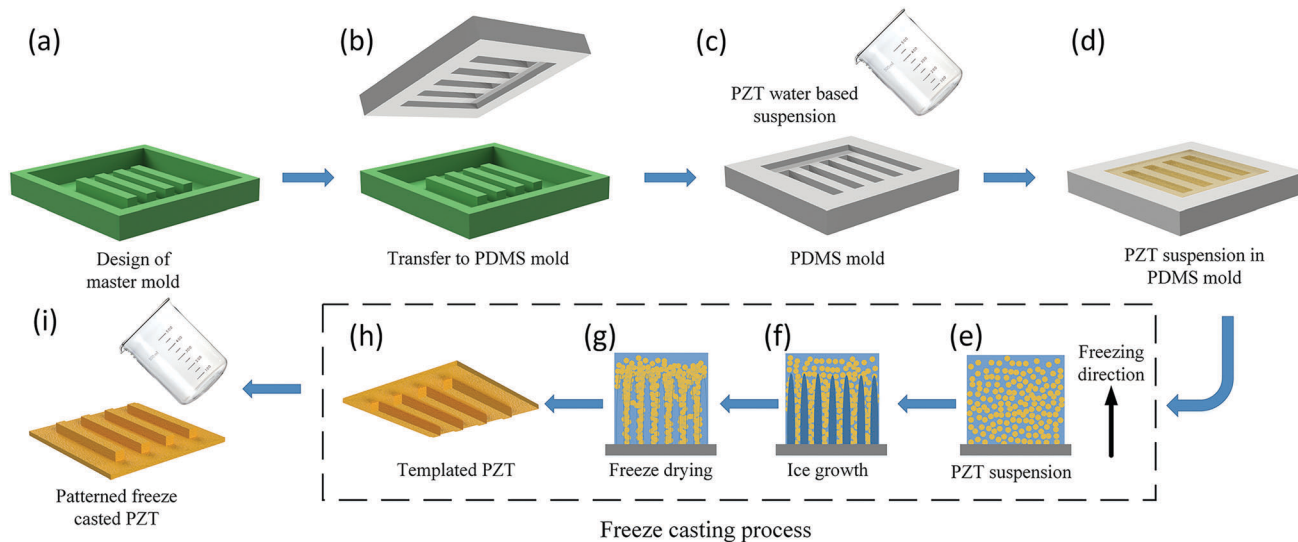 (a)
(b)
(c)
(d)
PZT water based
suspension
Design of
master mold
Transfer to PDMS mold
PDMS mold
PZT suspension in
PDMS mold
(i)
(h)
(g)
(f)
(e)
Freezing
direction
Patterned freeze
casted PZT
Templated PZT
Freeze drying
Ice growth
PZT suspension
Freeze casting process